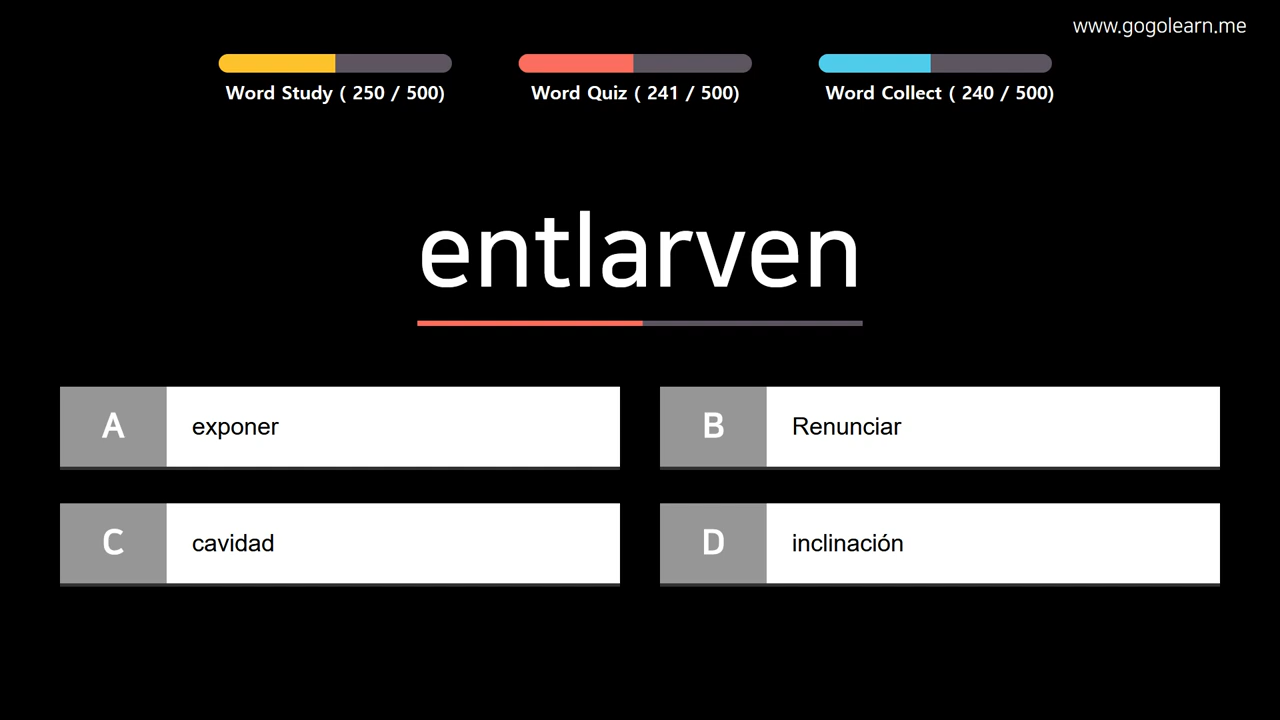 www.gogolearn.me
Word Study ( 250 / 500)
Word Quiz ( 241 / 500)
Word Collect ( 240 / 500)
entlarven
A exponer
B Renunciar
C cavidad
D inclinación